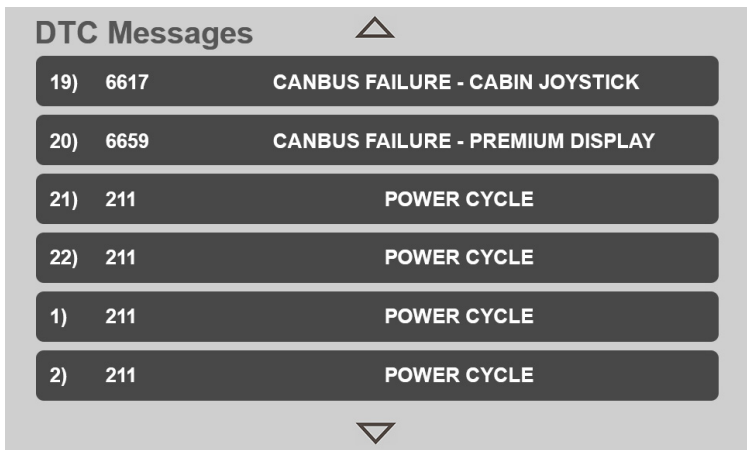 DTC Messages
19) 6617 CANBUS FAILURE - CABIN JOYSTICK
20) 6659 CANBUS FAILURE - PREMIUM DISPLAY
21) 211 POWER CYCLE
22) 211 POWER CYCLE
1) 211 POWER CYCLE
2) 211 POWER CYCLE